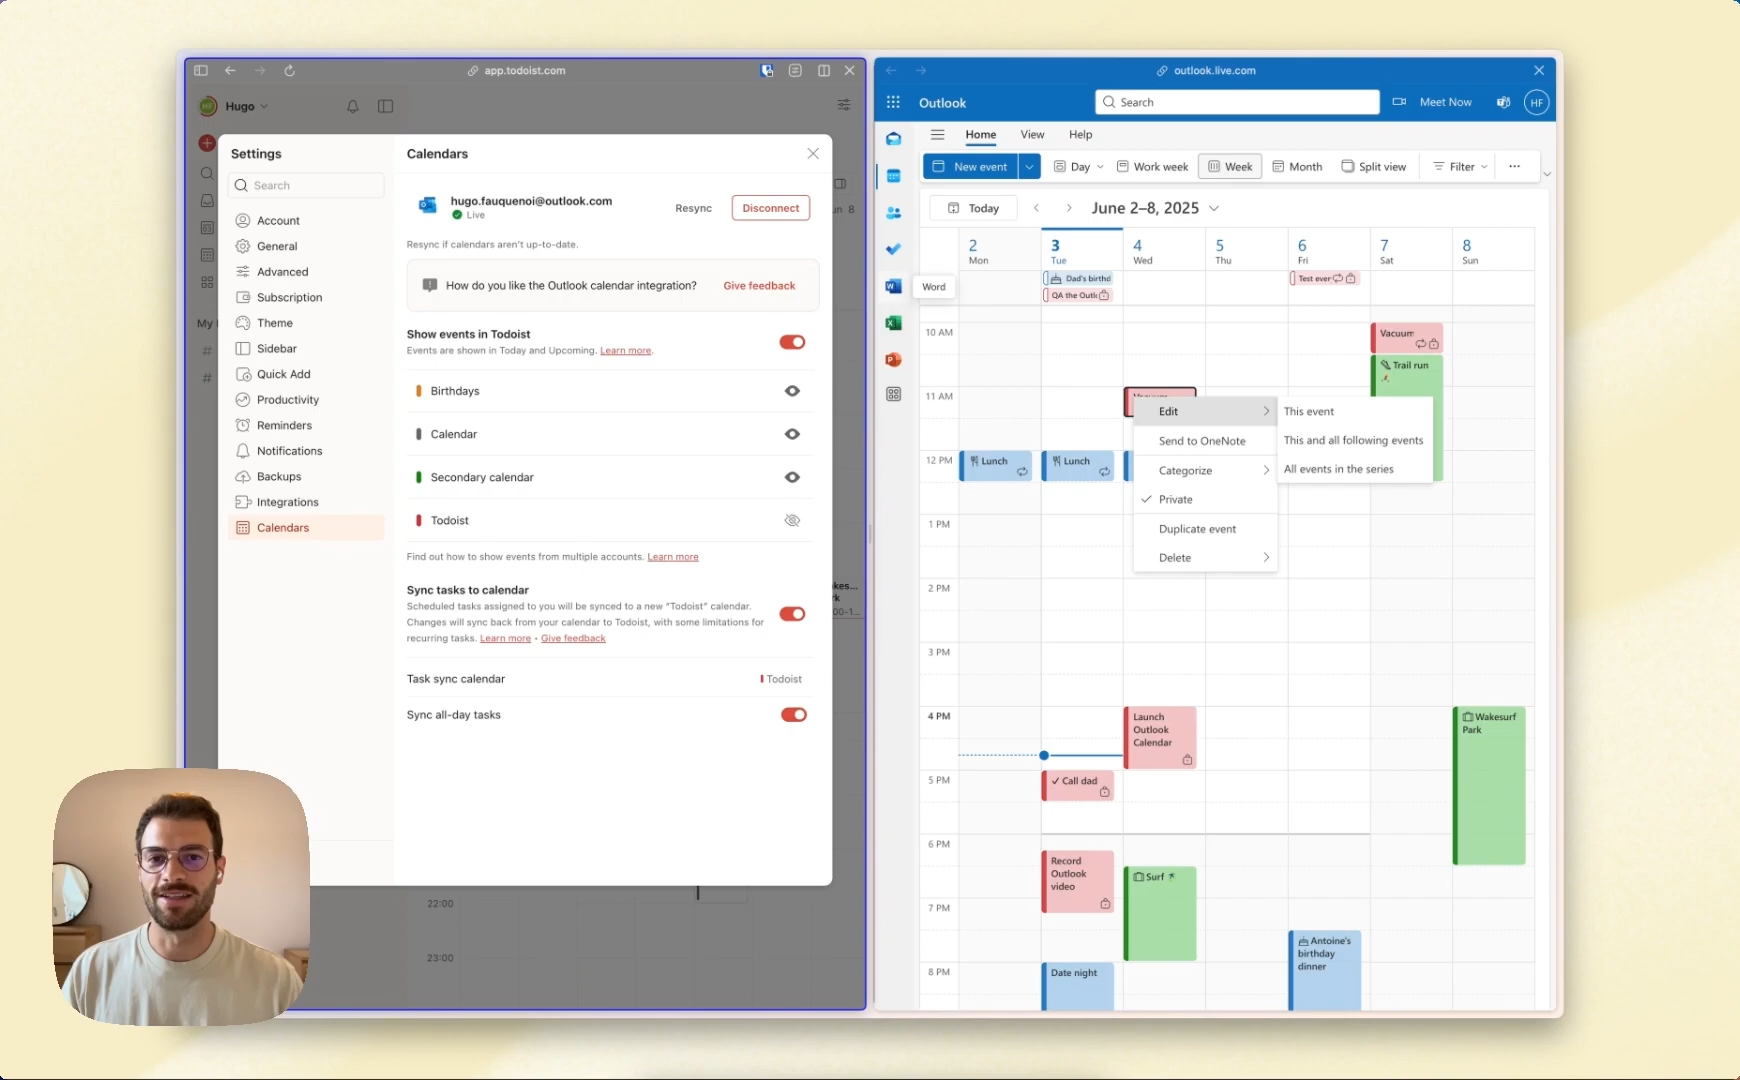 app.todoist.com
Hugo
My
un 8
kes...
rk
00-1...
22:00
23:00
Settings
Search
Account
General
Advanced
Subscription
Theme
Sidebar
Quick Add
Productivity
Reminders
Notifications
Backups
Integrations
Calendars
Calendars
hugo.fauquenoi@outlook.com
Live
Resync
Disconnect
Resync if calendars aren't up-to-date.
How do you like the Outlook calendar integration?
Give feedback
Show events in Todoist
Events are shown in Today and Upcoming. Learn more.
Birthdays
Calendar
Secondary calendar
Todoist
Find out how to show events from multiple accounts. Learn more
Sync tasks to calendar
Scheduled tasks assigned to you will be synced to a new "Todoist" calendar.
Changes will sync back from your calendar to Todoist, with some limitations for
recurring tasks. Learn more • Give feedback
Task sync calendar
Todoist
Sync all-day tasks
outlook.live.com
Outlook
Search
Meet Now
HF
Home
View
Help
New event
Day
Work week
Week
Month
Split view
Filter
Today
June 2–8, 2025
Word
2
Mon
3
Tue
4
Wed
5
Thu
6
Fri
7
Sat
8
Sun
Dad's birthd
QA the Outl
Test ever
10 AM
11 AM
12 PM
1 PM
2 PM
3 PM
4 PM
5 PM
6 PM
7 PM
8 PM
Vacuum
Trail run
Vacuum
Lunch
Lunch
Edit
Send to OneNote
Categorize
Private
Duplicate event
Delete
This event
This and all following events
All events in the series
Launch
Outlook
Calendar
Wakesurf
Park
Call dad
Record
Outlook
video
Surf
Antoine's
birthday
dinner
Date night